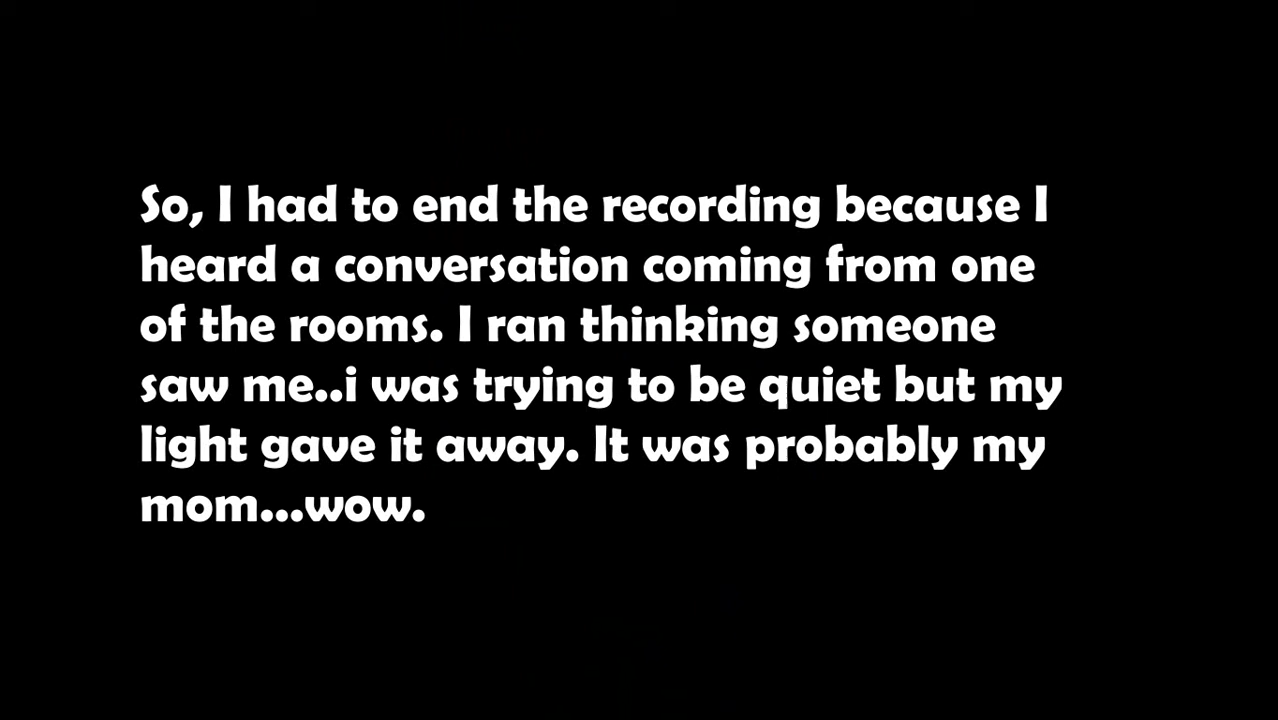 So, I had to end the recording because I
heard a conversation coming from one
of the rooms. I ran thinking someone
saw me..i was trying to be quiet but my
light gave it away. It was probably my
mom...wow.